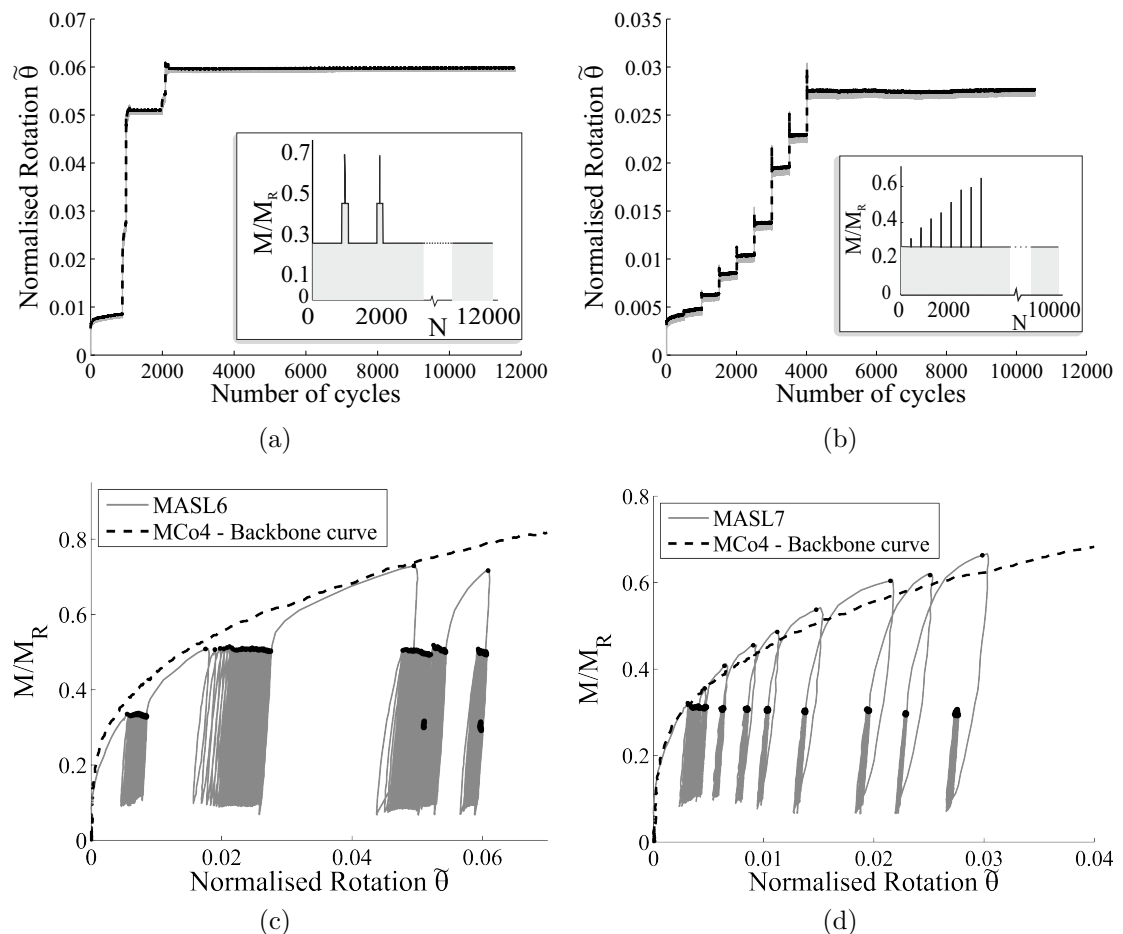 0.07
0.06
0.05
0.04
0.03
0.02
0.01
0
Normalised Rotation θ̃
0 2000 4000 6000 8000 10000 12000
Number of cycles
0.7
0.5
0.3
0.1
0
M/M_R
0 2000 12000
N
(a)
0.035
0.03
0.025
0.02
0.015
0.01
0.005
0
Normalised Rotation θ̃
0 2000 4000 6000 8000 10000 12000
Number of cycles
0.6
0.4
0.2
0
M/M_R
0 2000 10000
N
(b)
MASL6
MCo4 - Backbone curve
0.8
0.6
0.4
0.2
0
M/M_R
0 0.02 0.04 0.06
Normalised Rotation θ̃
(c)
MASL7
MCo4 - Backbone curve
0.8
0.6
0.4
0.2
0
M/M_R
0 0.01 0.02 0.03 0.04
Normalised Rotation θ̃
(d)